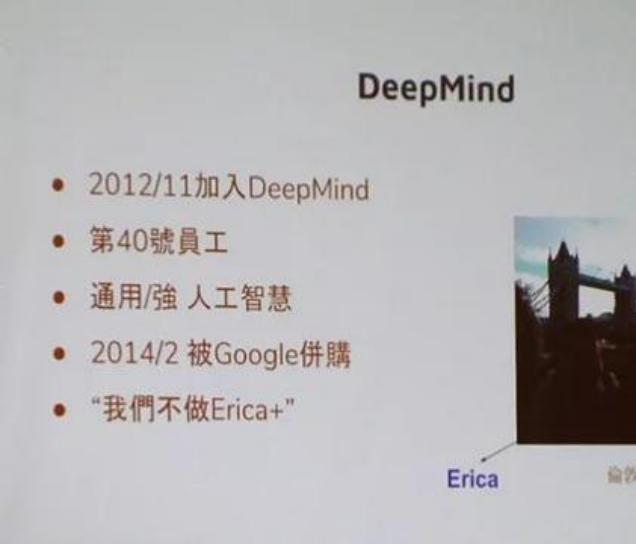 DeepMind
• 2012/11加入DeepMind
• 第40號員工
• 通用/強 人工智慧
• 2014/2 被Google併購
• “我們不做Erica+”
Erica
倫敦